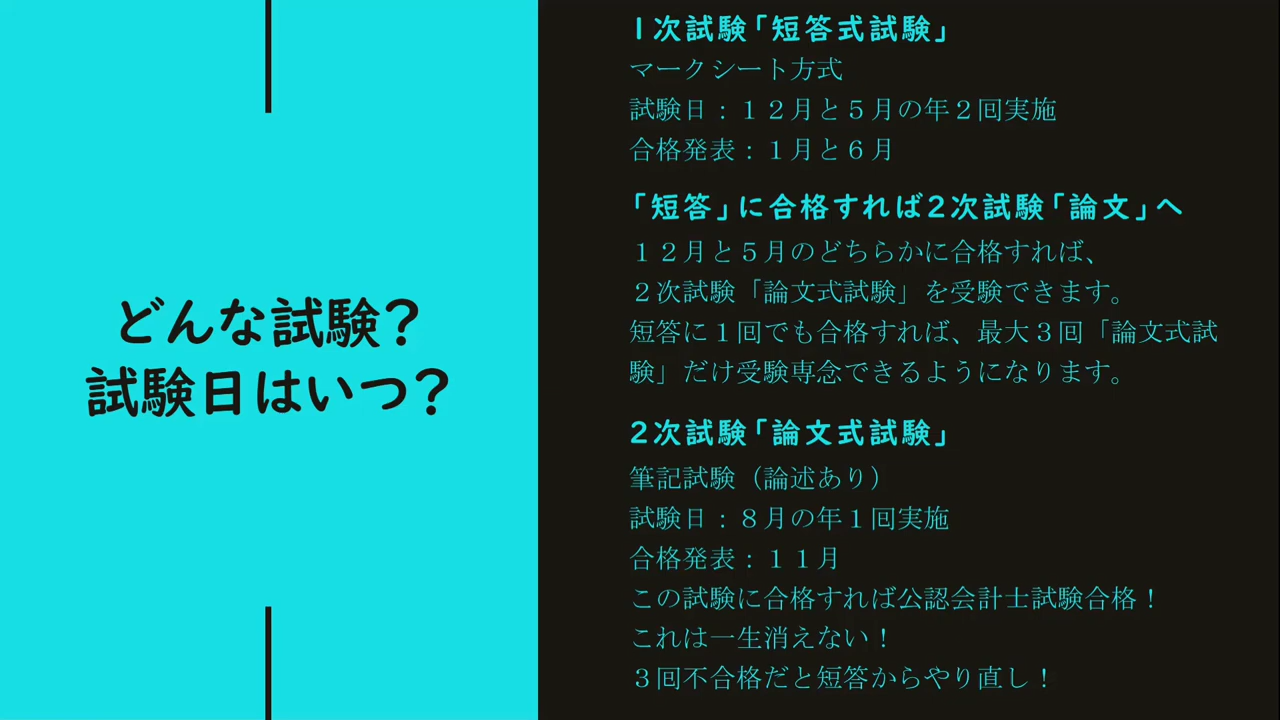 どんな試験?
試験日はいつ?
1次試験「短答式試験」
マークシート方式
試験日：１２月と５月の年２回実施
合格発表：１月と６月
「短答」に合格すれば2次試験「論文」へ
１２月と５月のどちらかに合格すれば、
２次試験「論文式試験」を受験できます。
短答に１回でも合格すれば、最大３回「論文式試
験」だけ受験専念できるようになります。
2次試験「論文式試験」
筆記試験（論述あり）
試験日：８月の年１回実施
合格発表：１１月
この試験に合格すれば公認会計士試験合格！
これは一生消えない！
３回不合格だと短答からやり直し！